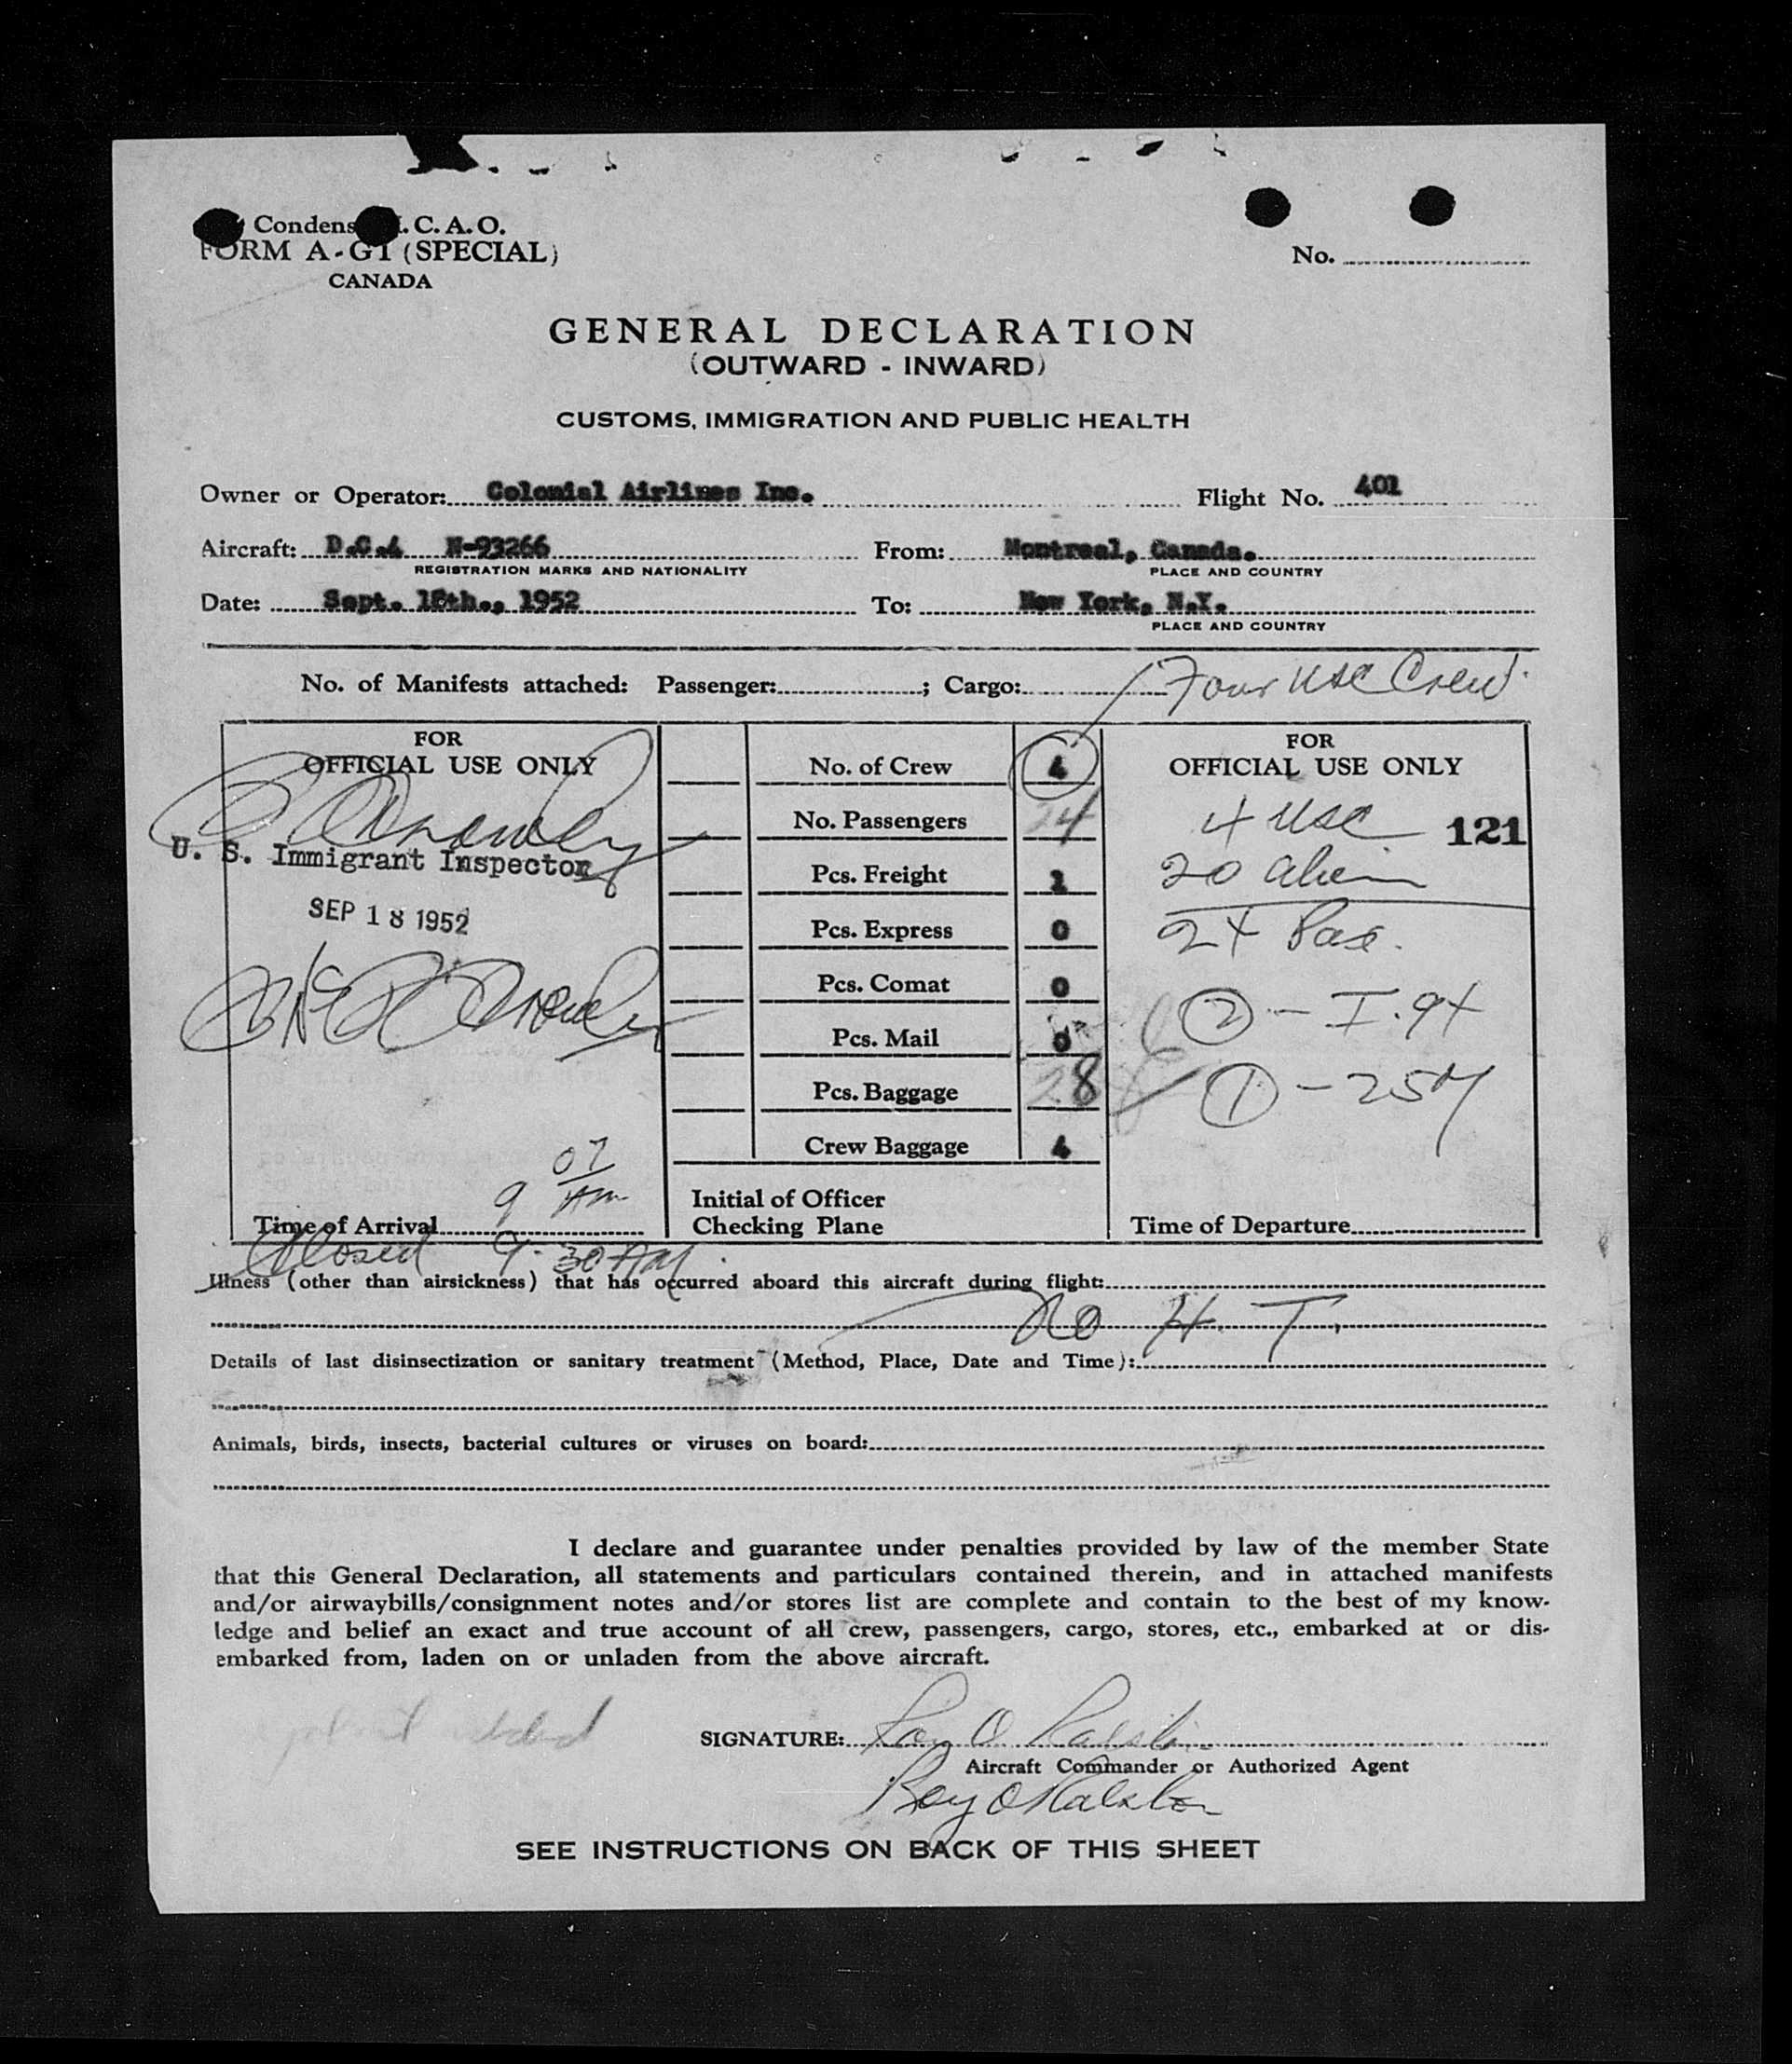 Condens I.C.A.O.
FORM A-G1 (SPECIAL)
CANADA
No.
GENERAL DECLARATION
(OUTWARD - INWARD)
CUSTOMS, IMMIGRATION AND PUBLIC HEALTH
Owner or Operator: Colonial Airlines Inc. Flight No. 401
Aircraft: D.C.4 N-93266 From: Montreal, Canada.
REGISTRATION MARKS AND NATIONALITY PLACE AND COUNTRY
Date: Sept. 18th., 1952 To: New York, N.Y.
PLACE AND COUNTRY
No. of Manifests attached: Passenger: ; Cargo: Four USC Crew
FOR
OFFICIAL USE ONLY
U. S. Immigrant Inspector
SEP 18 1952
9 07 AM
Time of Arrival
Closed 9-30 AM
No. of Crew 4
No. Passengers 24
Pcs. Freight 1
Pcs. Express 0
Pcs. Comat 0
Pcs. Mail 0
Pcs. Baggage 28
Crew Baggage 4
Initial of Officer
Checking Plane
FOR
OFFICIAL USE ONLY
4 USC 121
20 alien
24 Pax.
2 - I.94
1 - 257
Time of Departure
Illness (other than airsickness) that has occurred aboard this aircraft during flight:
No H. T.
Details of last disinsectization or sanitary treatment (Method, Place, Date and Time):
Animals, birds, insects, bacterial cultures or viruses on board:
I declare and guarantee under penalties provided by law of the member State
that this General Declaration, all statements and particulars contained therein, and in attached manifests
and/or airwaybills/consignment notes and/or stores list are complete and contain to the best of my know-
ledge and belief an exact and true account of all crew, passengers, cargo, stores, etc., embarked at or dis-
embarked from, laden on or unladen from the above aircraft.
SIGNATURE: Roy O Ralston
Aircraft Commander or Authorized Agent
Roy O Ralston
SEE INSTRUCTIONS ON BACK OF THIS SHEET